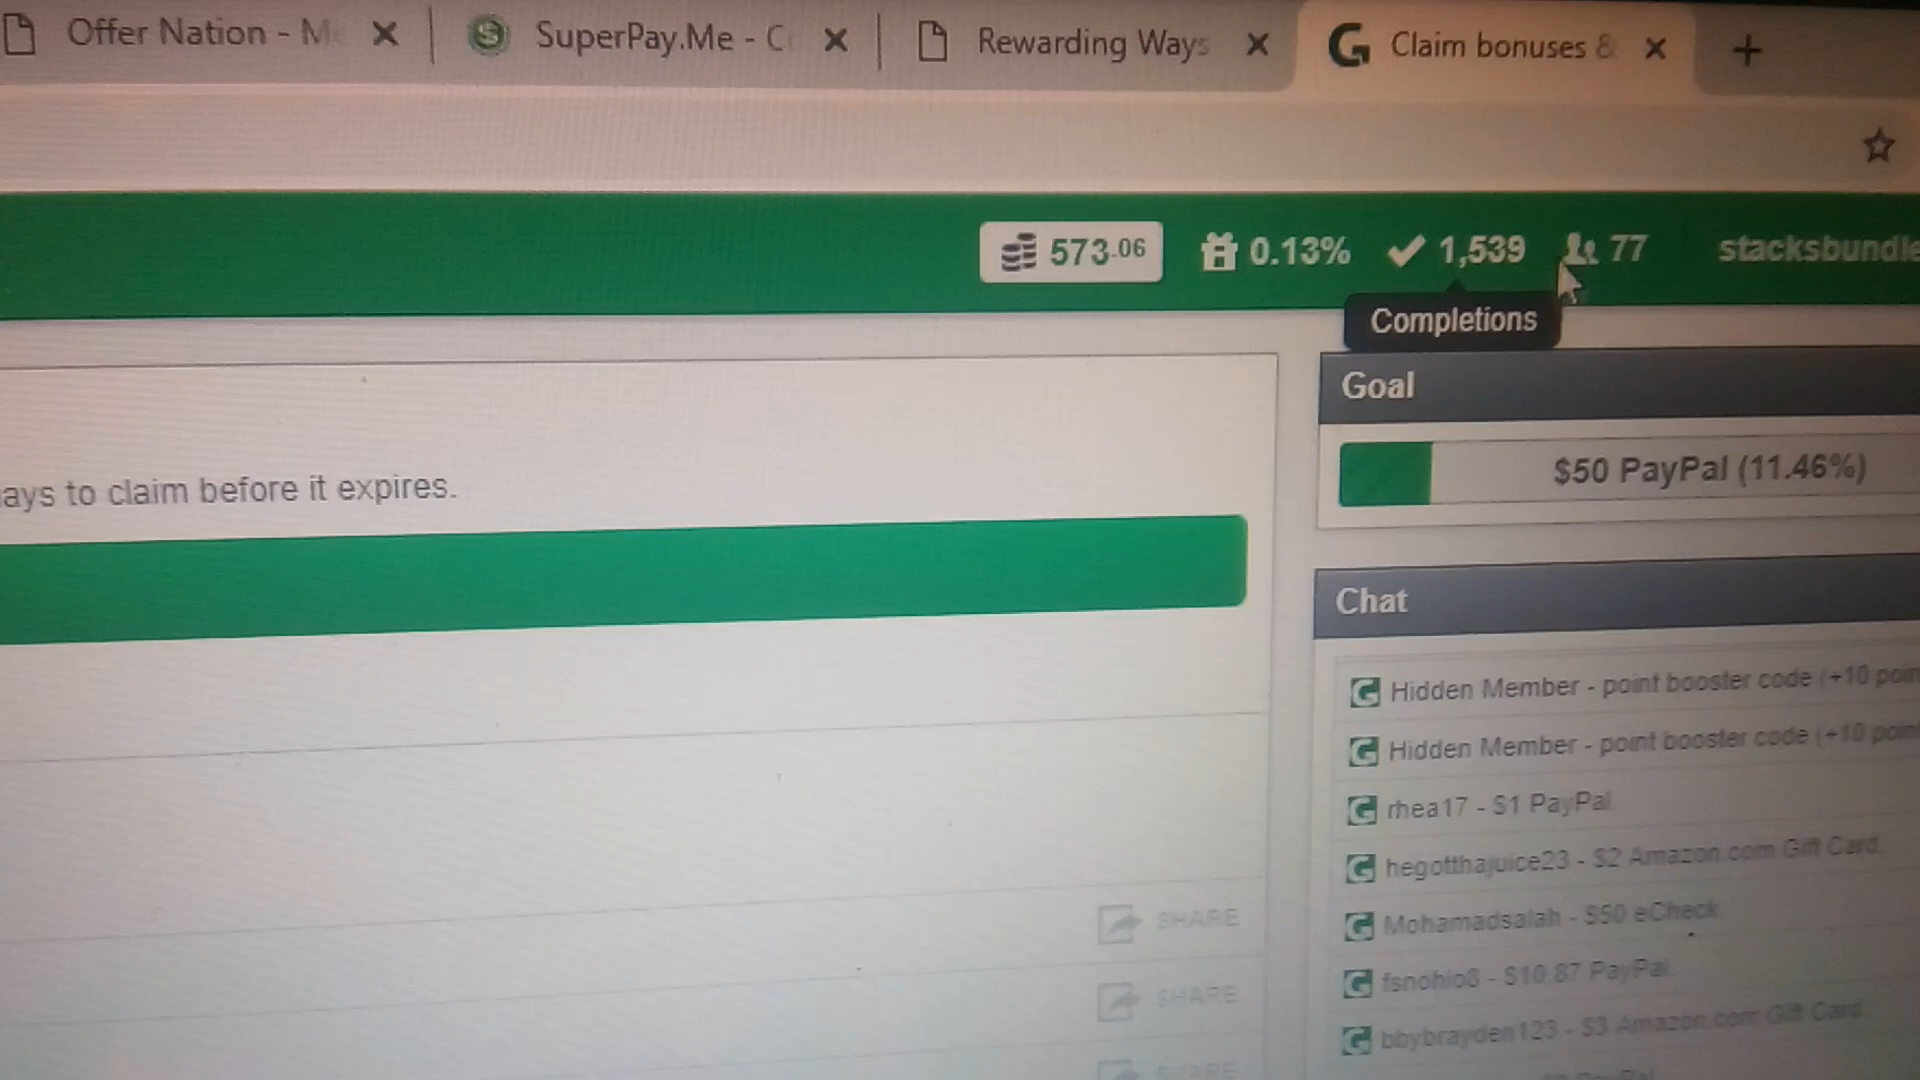 Offer Nation - M
SuperPay.Me - C
Rewarding Ways
Claim bonuses &
573.06
0.13%
1,539
77
stacksbundle
Completions
Goal
$50 PayPal (11.46%)
ays to claim before it expires.
Chat
Hidden Member - point booster code (+10 poin
Hidden Member - point booster code (+10 poin
rhea17 - $1 PayPal
hegotthajuice23 - $2 Amazon.com Gift Card
Mohamadsalah - $50 eCheck
fsnohio8 - $10.87 PayPal
bbybrayden123 - $3 Amazon.com Gift Card
PayPal
SHARE
SHARE
SHARE